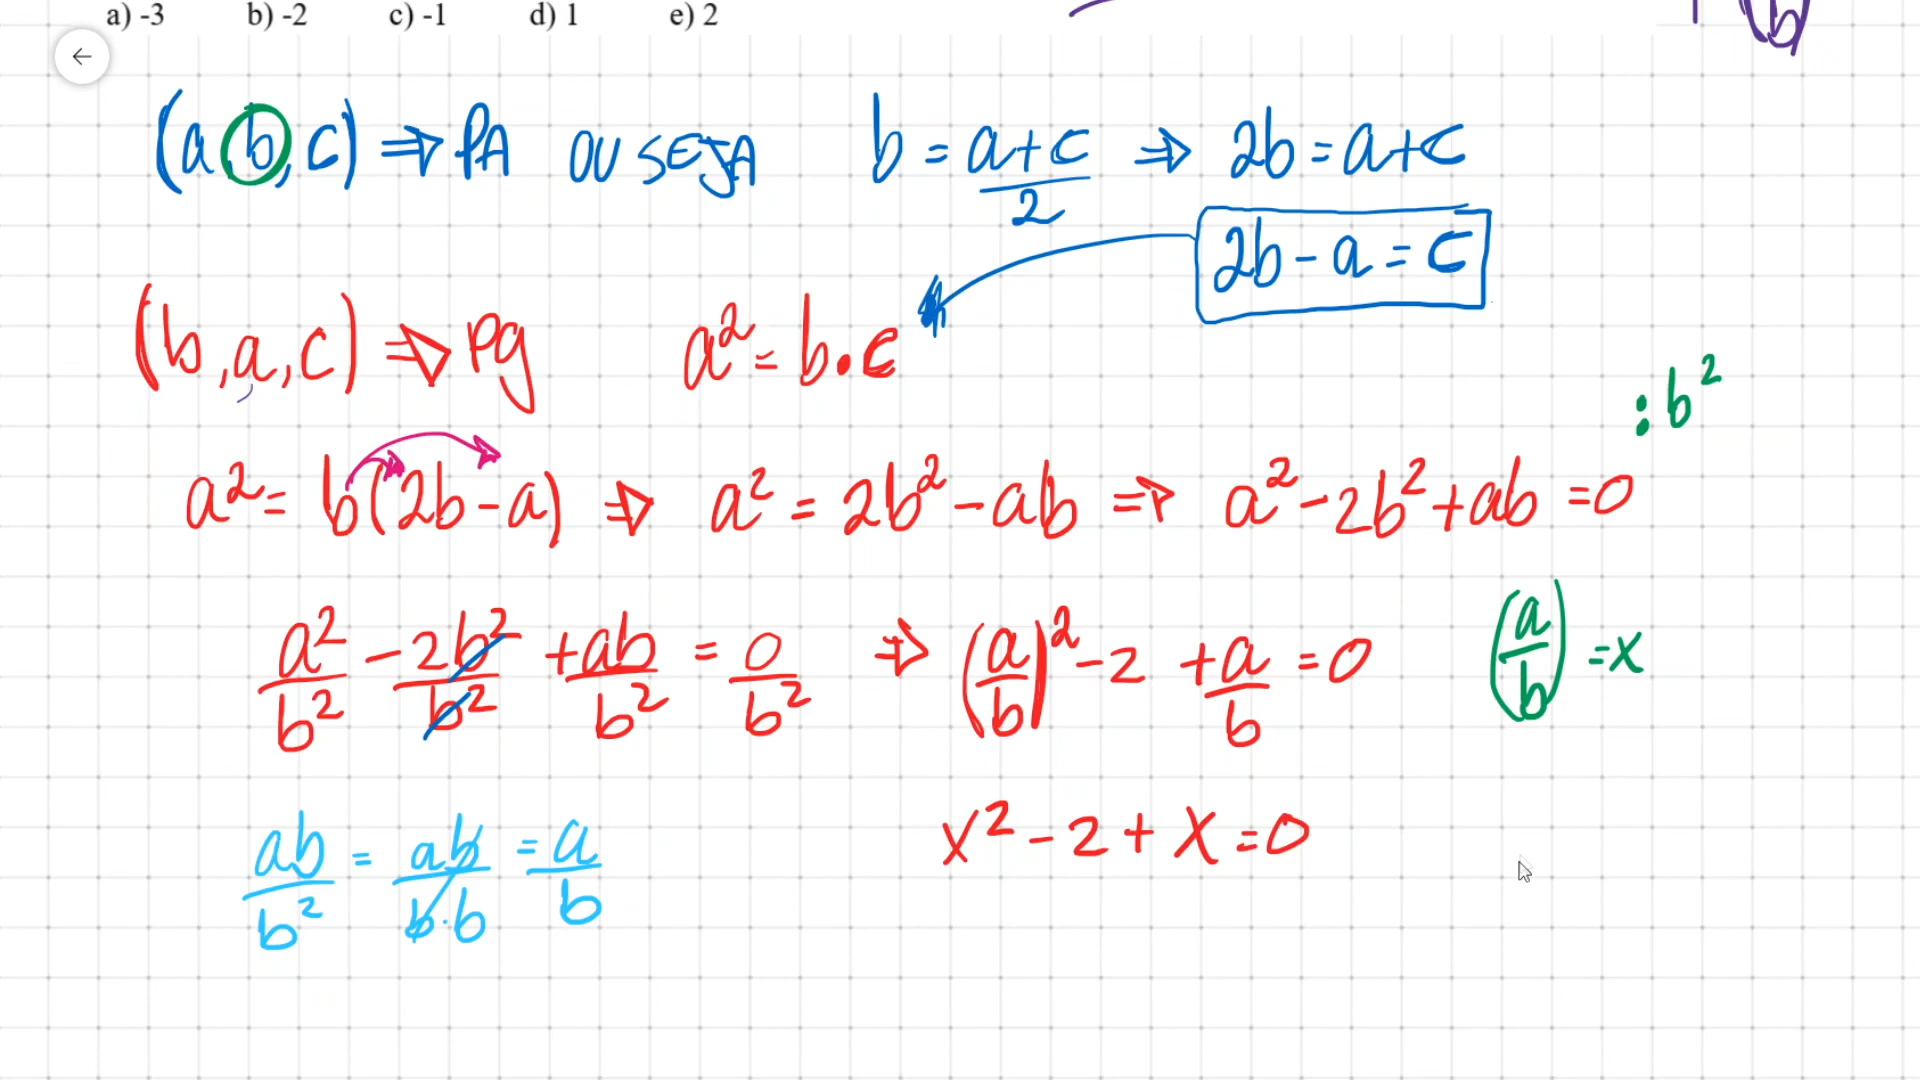 a) -3 b) -2 c) -1 d) 1 e) 2
(a, b, c) ⇒ PA OU SEJA b = a+c/2 ⇒ 2b = a+c
2b - a = c
(b, a, c) ⇒ Pg a² = b • c
: b²
a² = b(2b - a) ⇒ a² = 2b² - ab ⇒ a² - 2b² + ab = 0
a²/b² - 2b²/b² + ab/b² = 0/b² ⇒ (a/b)² - 2 + a/b = 0 (a/b) = x
x² - 2 + x = 0
ab/b² = ab/b·b = a/b